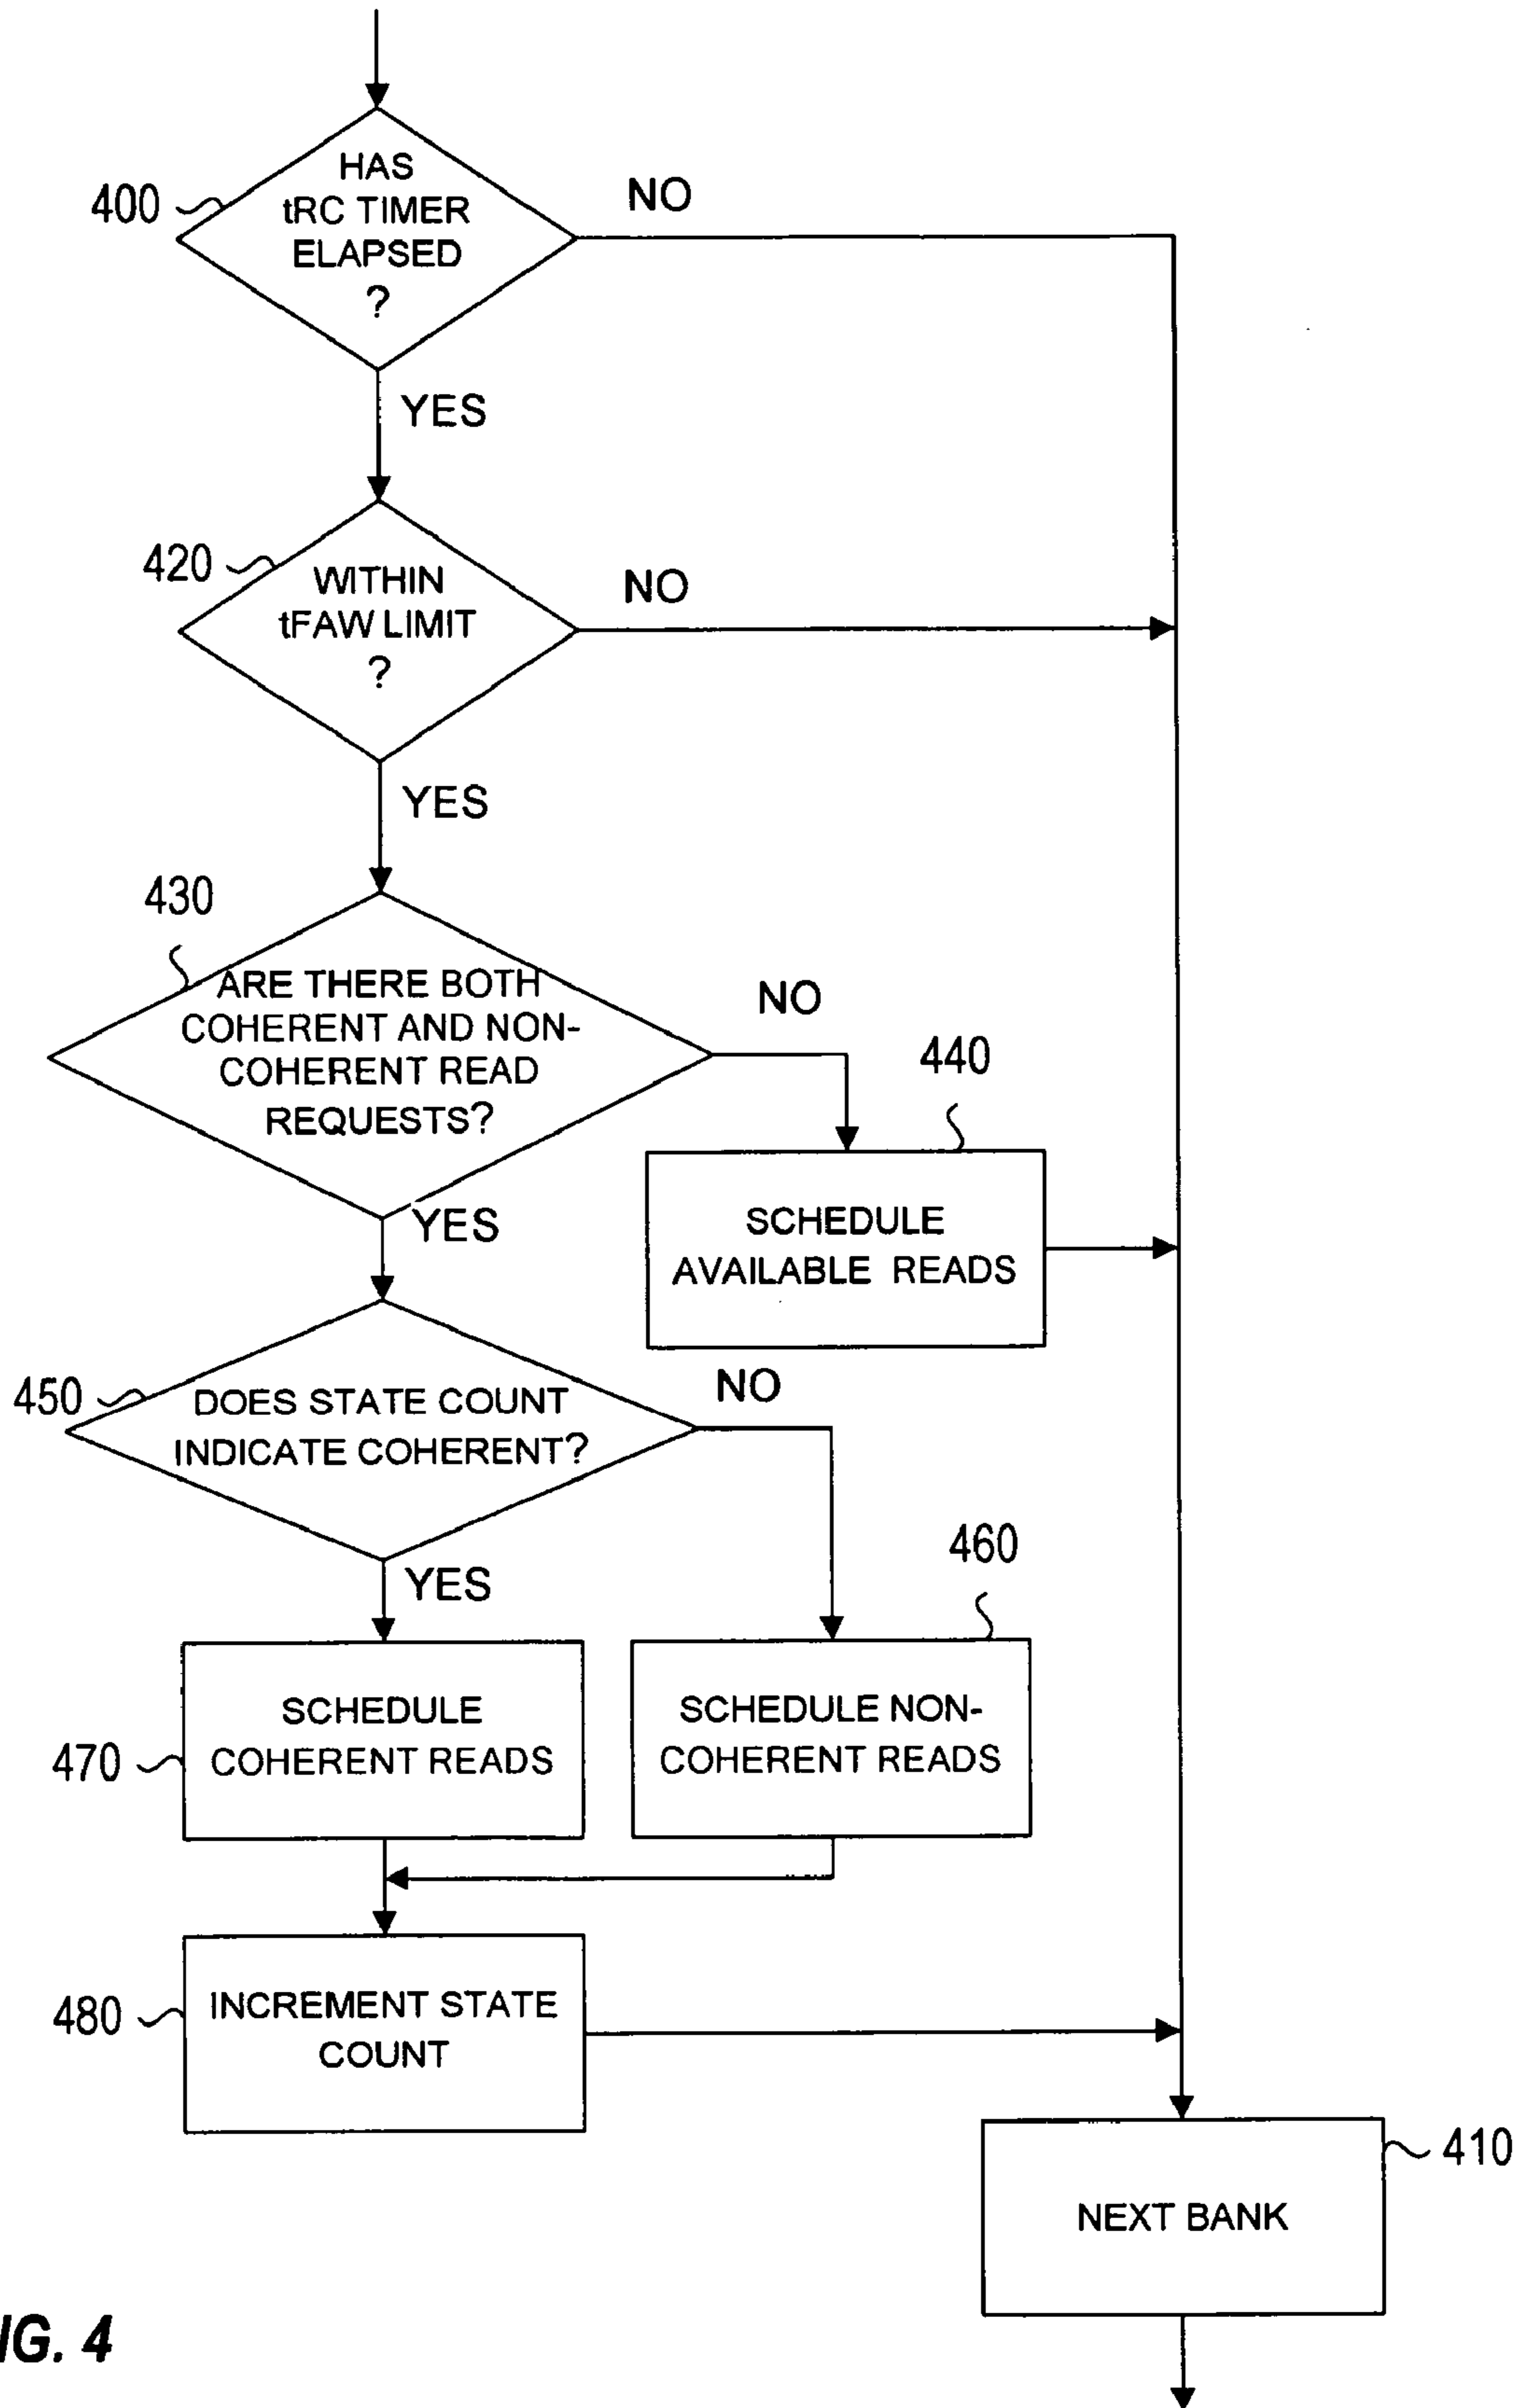 HAS
tRC TIMER
ELAPSED
?
400
NO
YES
420
WITHIN
tFAW LIMIT
?
NO
YES
430
ARE THERE BOTH
COHERENT AND NON-
COHERENT READ
REQUESTS?
NO
440
YES
SCHEDULE
AVAILABLE READS
450
DOES STATE COUNT
INDICATE COHERENT?
NO
460
YES
SCHEDULE
COHERENT READS
470
SCHEDULE NON-
COHERENT READS
480
INCREMENT STATE
COUNT
410
NEXT BANK
IG. 4